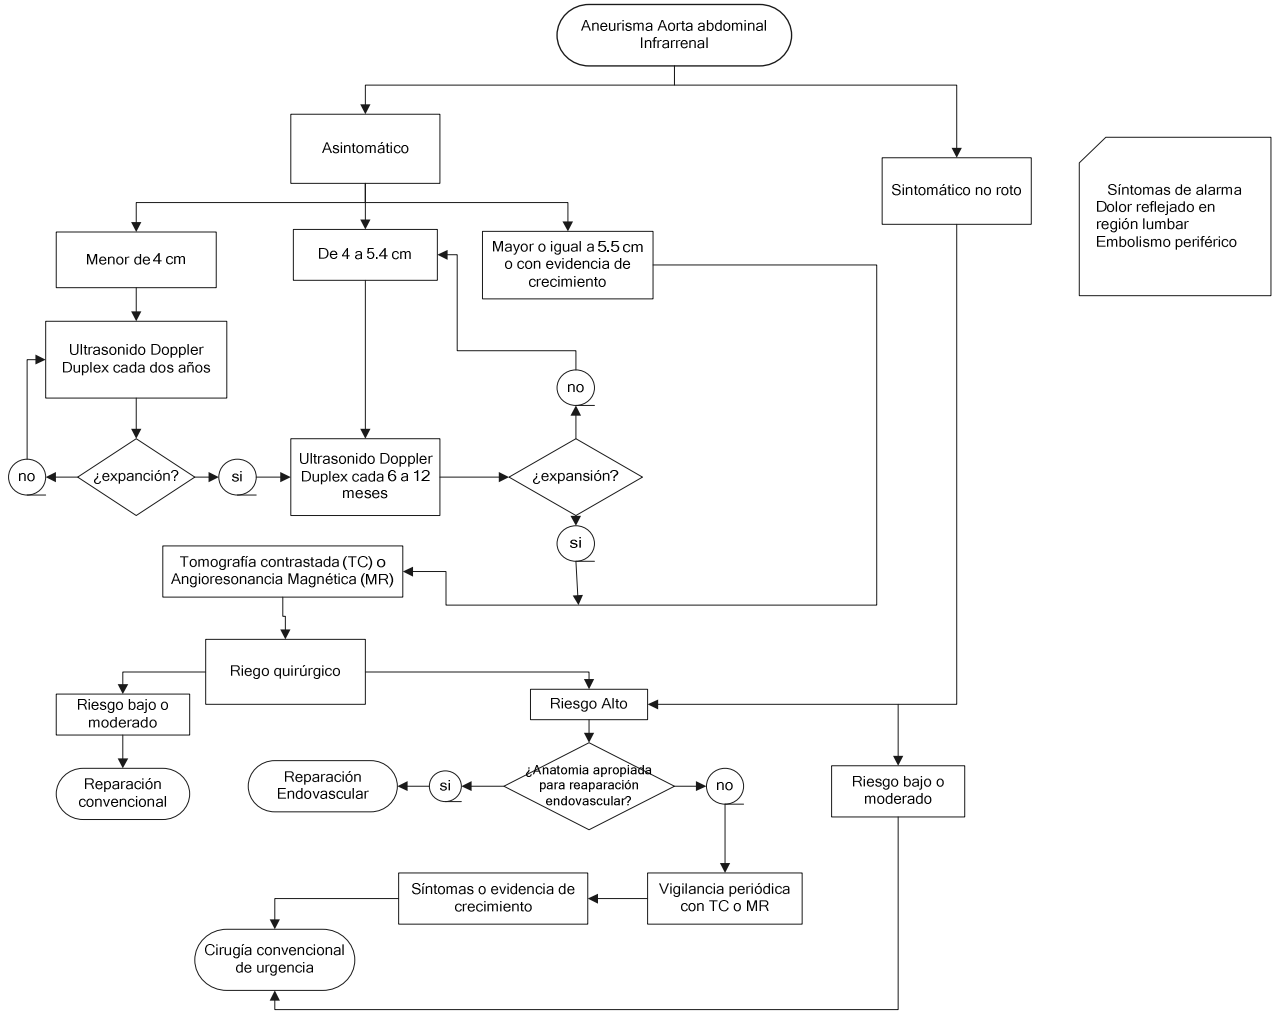 Aneurisma Aorta abdominal
Infrarrenal
Asintomático
Sintomático no roto
Síntomas de alarma
Dolor reflejado en
región lumbar
Embolismo periférico
Menor de 4 cm
De 4 a 5.4 cm
Mayor o igual a 5.5 cm
o con evidencia de
crecimiento
Ultrasonido Doppler
Duplex cada dos años
no
¿expanción?
si
Ultrasonido Doppler
Duplex cada 6 a 12
meses
¿expansión?
no
si
Tomografía contrastada (TC) o
Angioresonancia Magnética (MR)
Riego quirúrgico
Riesgo bajo o
moderado
Reparación
convencional
Riesgo Alto
¿Anatomia apropiada
para reaparación
endovascular?
si
Reparación
Endovascular
no
Riesgo bajo o
moderado
Vigilancia periódica
con TC o MR
Síntomas o evidencia de
crecimiento
Cirugía convencional
de urgencia